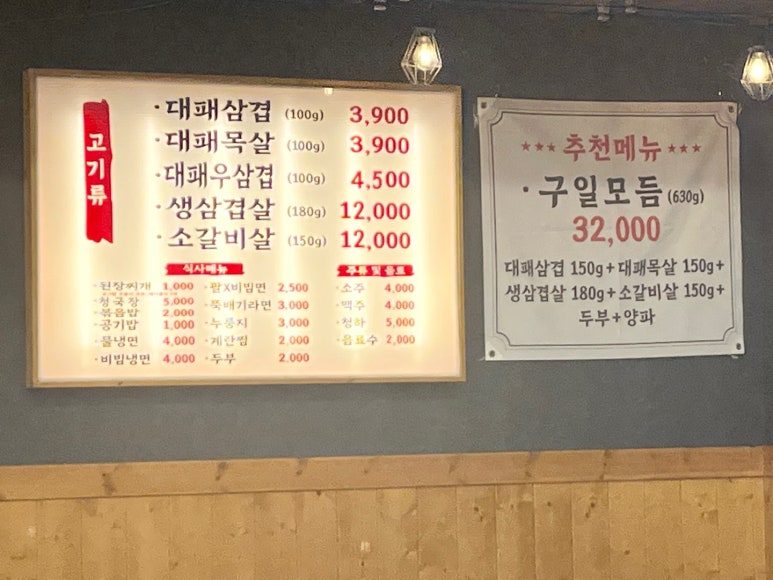 고기류
·대패삼겹 (100g) 3,900
·대패목살 (100g) 3,900
·대패우삼겹 (100g) 4,500
·생삼겹살 (180g) 12,000
·소갈비살 (150g) 12,000
식사메뉴
·된장찌개 1,000
·청국장 5,000
·볶음밥 2,000
·공기밥 1,000
·물냉면 4,000
·비빔냉면 4,000
·팔X비빔면 2,500
·뚝배기라면 3,000
·누룽지 3,000
·계란찜 2,000
·두부 2,000
주류 및 음료
·소주 4,000
·맥주 4,000
·청하 5,000
·음료수 2,000
★★★ 추천메뉴 ★★★
·구일모듬 (630g)
32,000
대패삼겹 150g+대패목살 150g+
생삼겹살 180g+소갈비살 150g+
두부+양파